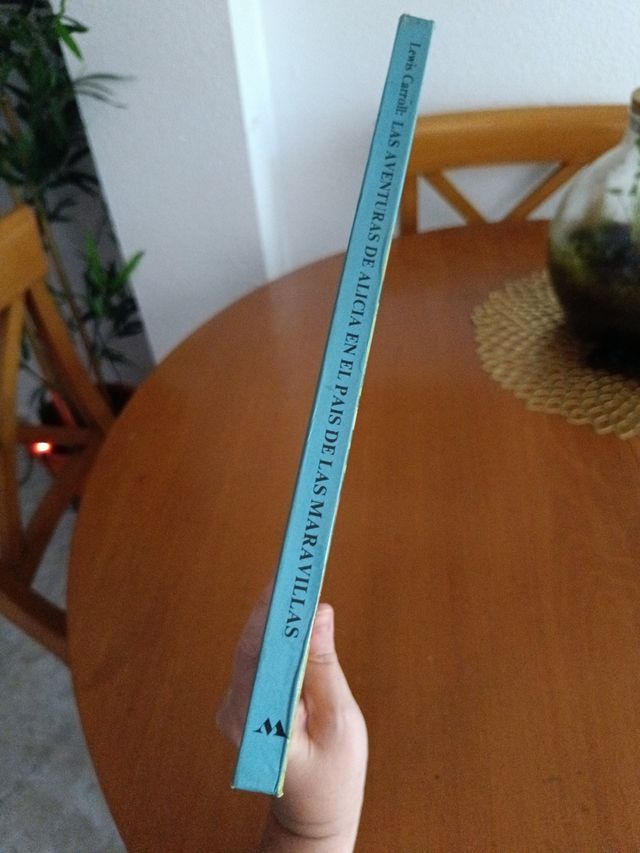 Lewis Carroll: LAS AVENTURAS DE ALICIA EN EL PAIS DE LAS MARAVILLAS
M